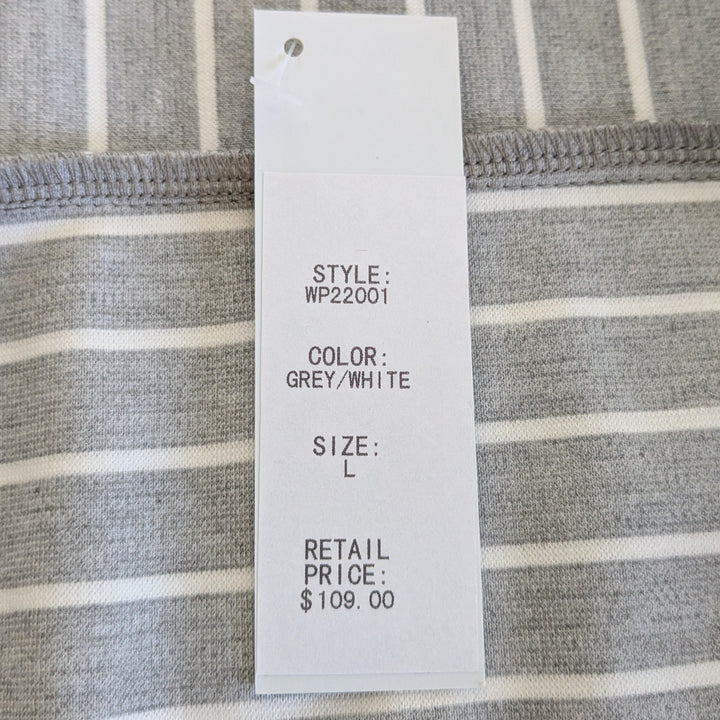 STYLE:
WP22001
COLOR:
GREY/WHITE
SIZE:
L
RETAIL
PRICE:
$109.00